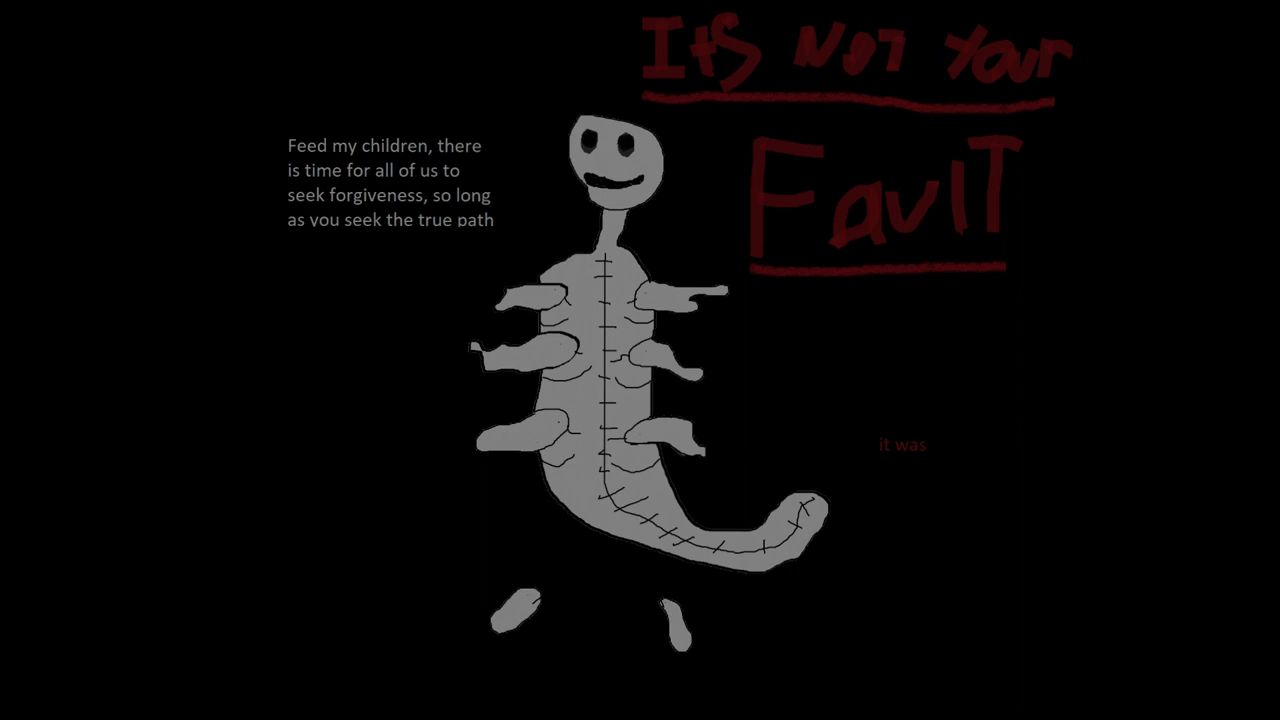 ItS NoT Your
FaulT
Feed my children, there
is time for all of us to
seek forgiveness, so long
as you seek the true path
it was